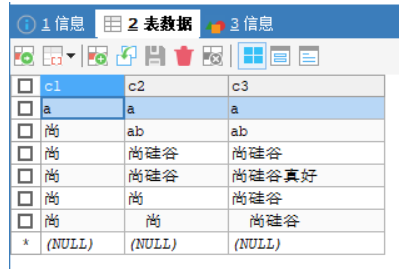 1 信息 2 表数据 3 信息
c1 c2 c3
a a a
尚 ab ab
尚 尚硅谷 尚硅谷
尚 尚硅谷 尚硅谷真好
尚 尚 尚硅谷
尚 尚 尚硅谷
* (NULL) (NULL) (NULL)